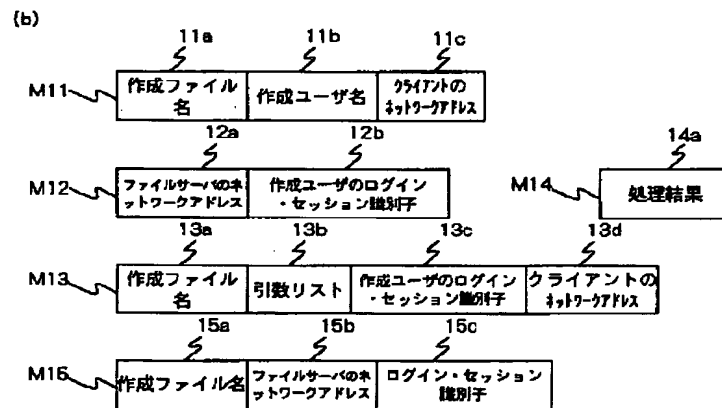 (b)
11a 11b 11c
M11 作成ファイル名 作成ユーザ名 クライアントのネットワークアドレス
12a 12b 14a
M12 ファイルサーバのネットワークアドレス 作成ユーザのログイン・セッション識別子 M14 処理結果
13a 13b 13c 13d
M13 作成ファイル名 引数リスト 作成ユーザのログイン・セッション識別子 クライアントのネットワークアドレス
15a 15b 15c
M15 作成ファイル名 ファイルサーバのネットワークアドレス ログイン・セッション識別子